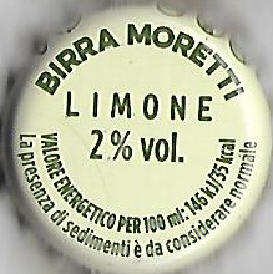 BIRRA MORETTI
LIMONE
2% vol.
VALORE ENERGETICO PER 100 ml: 146 kJ/35 kcal
La presenza di sedimenti è da considerare normale